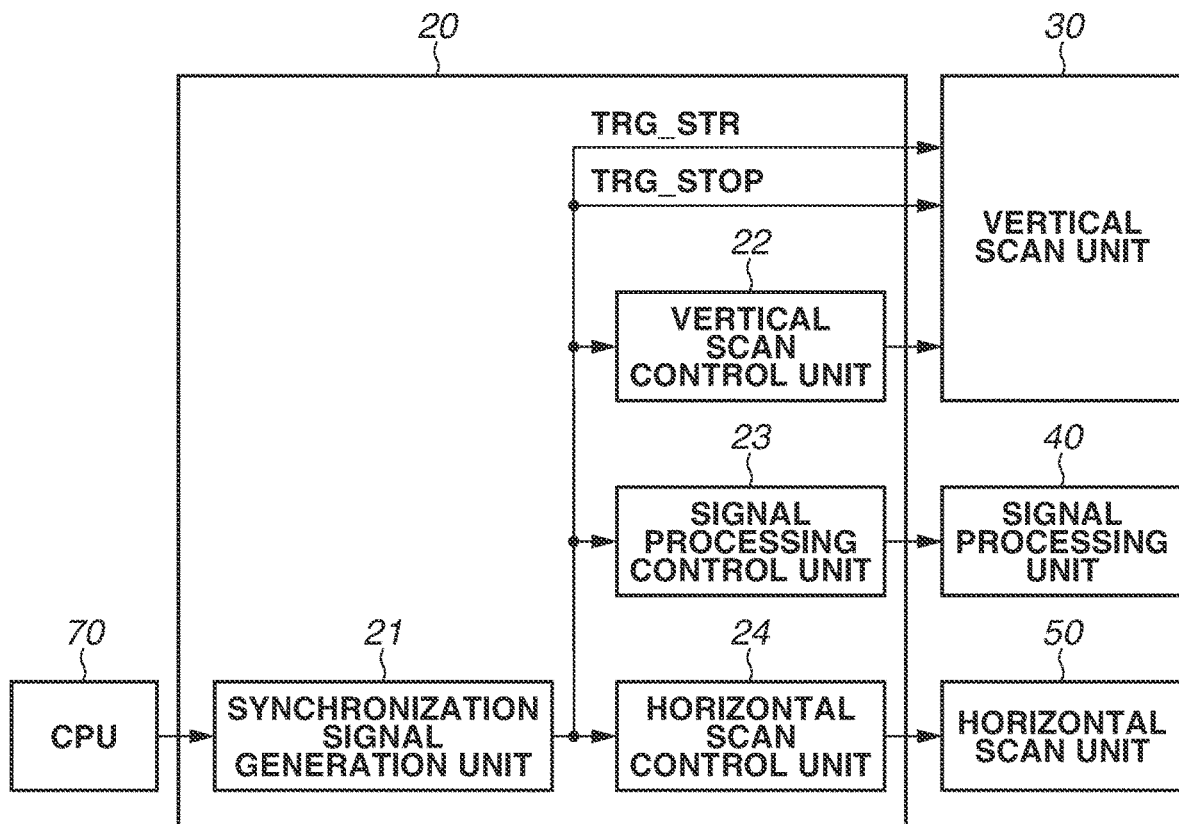 20
30
TRG_STR
TRG_STOP
VERTICAL
SCAN UNIT
22
VERTICAL
SCAN
CONTROL UNIT
23
SIGNAL
PROCESSING
CONTROL UNIT
40
SIGNAL
PROCESSING
UNIT
70
CPU
21
SYNCHRONIZATION
SIGNAL
GENERATION UNIT
24
HORIZONTAL
SCAN
CONTROL UNIT
50
HORIZONTAL
SCAN UNIT